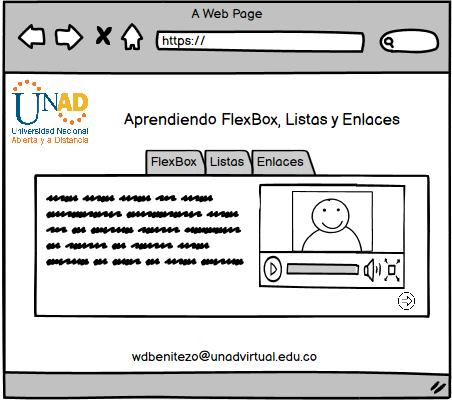 A Web Page
https://
UNAD
Universidad Nacional
Abierta y a Distancia
Aprendiendo FlexBox, Listas y Enlaces
FlexBox Listas Enlaces
wdbenitezo@unadvirtual.edu.co